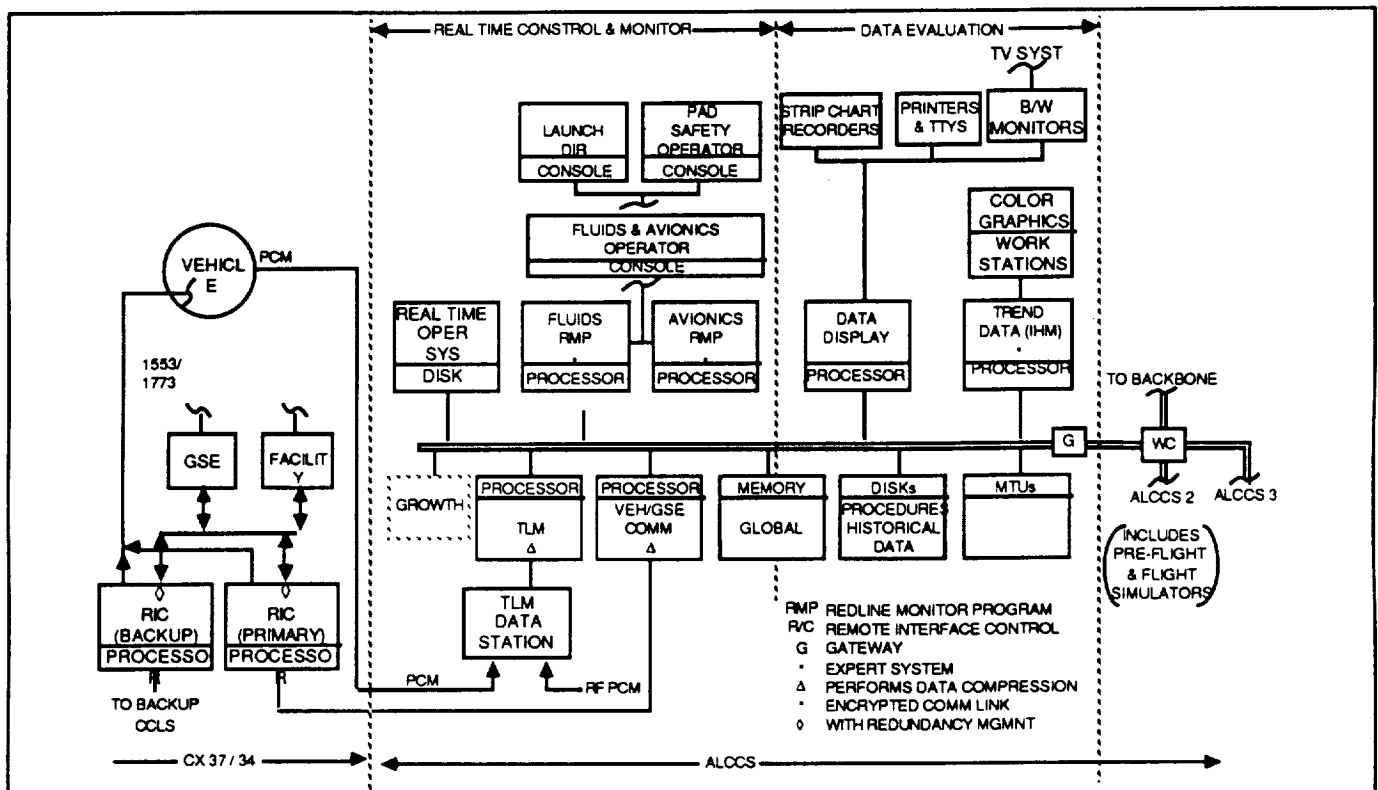 REAL TIME CONSTROL & MONITOR
DATA EVALUATION
TV SYST
STRIP CHART
RECORDERS
PRINTERS
& TTYS
B/W
MONITORS
LAUNCH
DIR
CONSOLE
PAD
SAFETY
OPERATOR
CONSOLE
COLOR
GRAPHICS
WORK
STATIONS
FLUIDS & AVIONICS
OPERATOR
CONSOLE
VEHICL
E
PCM
REAL TIME
OPER
SYS
DISK
FLUIDS
RMP
PROCESSOR
AVIONICS
RMP
PROCESSOR
DATA
DISPLAY
PROCESSOR
TREND
DATA (IHM)
PROCESSOR
1553/
1773
TO BACKBONE
GSE
FACILIT
Y
G
WC
ALCCS 2
ALCCS 3
GROWTH
PROCESSOR
TLM
Δ
PROCESSOR
VEH/GSE
COMM
Δ
MEMORY
GLOBAL
DISKs
PROCEDURES
HISTORICAL
DATA
MTUs
(INCLUDES
PRE-FLIGHT
& FLIGHT
SIMULATORS)
◊
RIC
(BACKUP)
PROCESSO
R
◊
RIC
(PRIMARY)
PROCESSO
R
TLM
DATA
STATION
PCM
RF PCM
TO BACKUP
CCLS
RMP REDLINE MONITOR PROGRAM
R/C REMOTE INTERFACE CONTROL
G GATEWAY
· EXPERT SYSTEM
Δ PERFORMS DATA COMPRESSION
· ENCRYPTED COMM LINK
◊ WITH REDUNDANCY MGMNT
CX 37 / 34
ALCCS